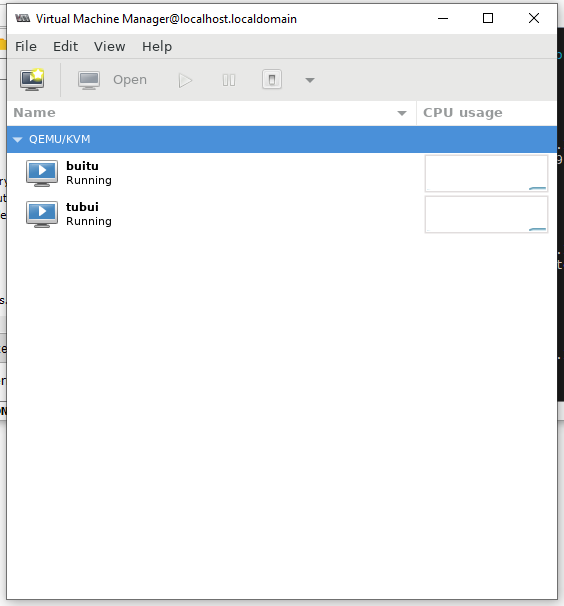 Virtual Machine Manager@localhost.localdomain
File Edit View Help
Open
Name CPU usage
QEMU/KVM
buitu
Running
tubui
Running